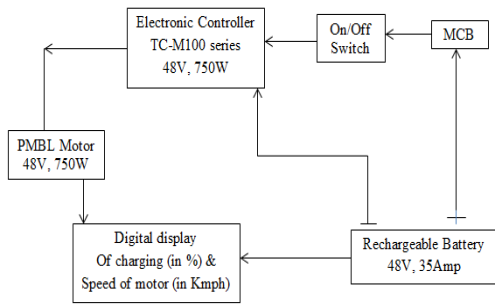 Electronic Controller
TC-M100 series
48V, 750W
On/Off
Switch
MCB
PMBL Motor
48V, 750W
Digital display
Of charging (in %) &
Speed of motor (in Kmph)
Rechargeable Battery
48V, 35Amp